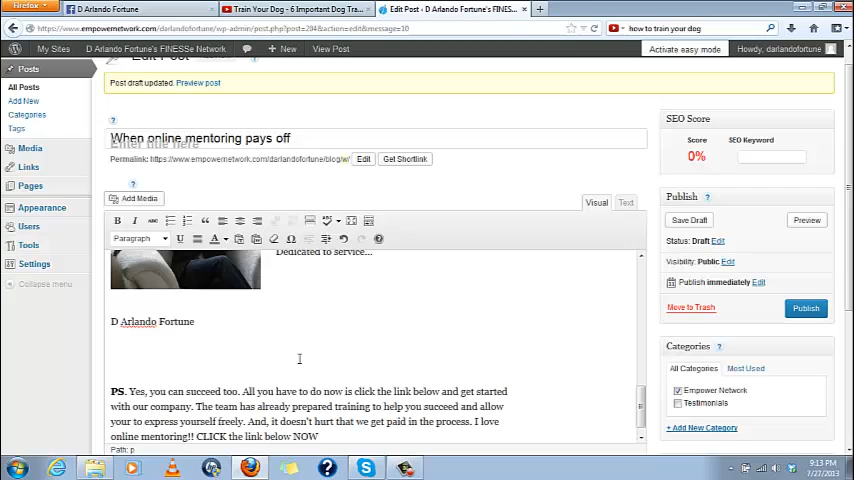 Firefox
D Arlando Fortune
Train Your Dog - 6 Important Dog Tra...
Edit Post ‹ D Arlando Fortune's FINESS...
www.empowernetwork.com/darlandofortune/wp-admin/post.php?post=204&action=edit&message=10
how to train your dog
My Sites
D Arlando Fortune's FINESSe Network
New
View Post
Activate easy mode
Howdy, darlandofortune
Posts
All Posts
Add New
Categories
Tags
Media
Links
Pages
Appearance
Users
Tools
Settings
Collapse menu
Edit Post
Post draft updated. Preview post
When online mentoring pays off
Enter title here
Permalink: https://www.empowernetwork.com/darlandofortune/blog/w/
Edit
Get Shortlink
Add Media
Visual
Text
B
I
ABC
Paragraph
U
A
Dedicated to service...
D Arlando Fortune
PS. Yes, you can succeed too. All you have to do now is click the link below and get started
with our company. The team has already prepared training to help you succeed and allow
your to express yourself freely. And, it doesn't hurt that we get paid in the process. I love
online mentoring!! CLICK the link below NOW
Path: p
SEO Score
Score
SEO Keyword
0%
Publish
Save Draft
Preview
Status: Draft Edit
Visibility: Public Edit
Publish immediately Edit
Move to Trash
Publish
Categories
All Categories
Most Used
Empower Network
Testimonials
+ Add New Category
9:13 PM
7/27/2013